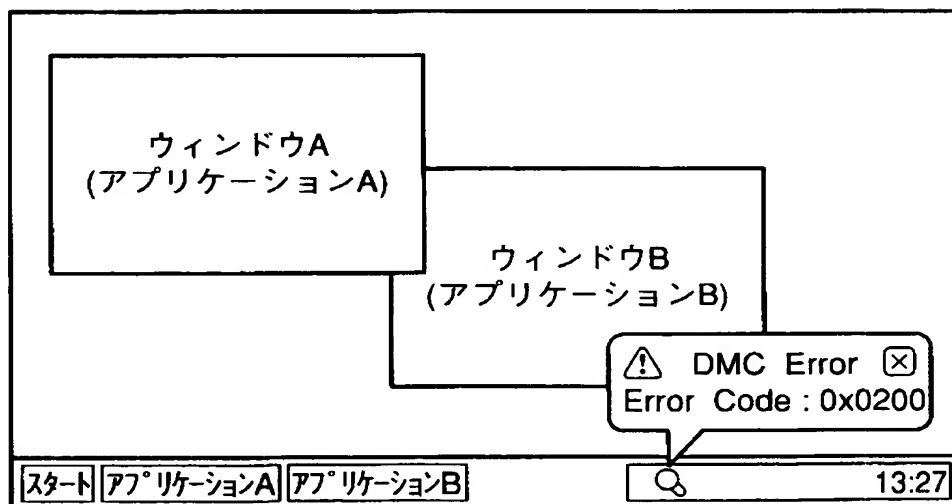 ウィンドウA
(アプリケーションA)
ウィンドウB
(アプリケーションB)
DMC Error
Error Code : 0x0200
スタート アプリケーションA アプリケーションB 13:27